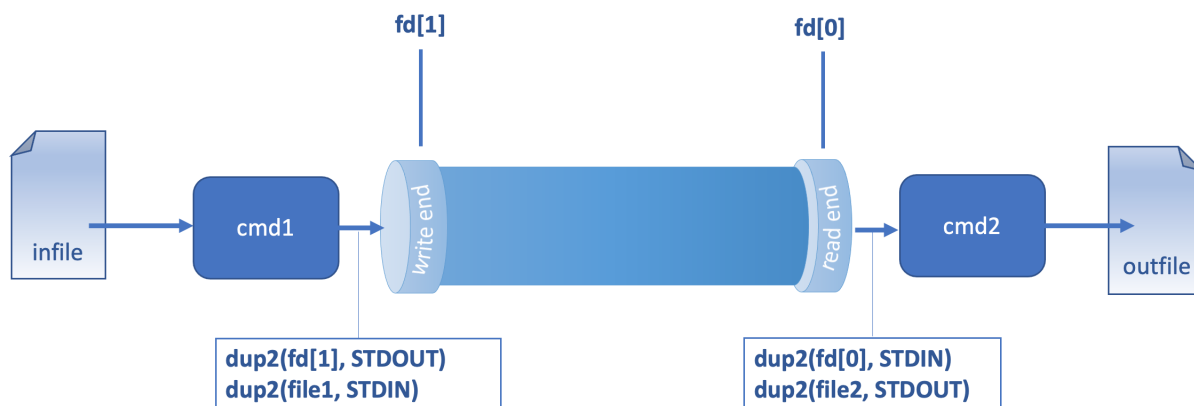 fd[1]
fd[0]
infile
cmd1
write end
read end
cmd2
outfile
dup2(fd[1], STDOUT)
dup2(file1, STDIN)
dup2(fd[0], STDIN)
dup2(file2, STDOUT)